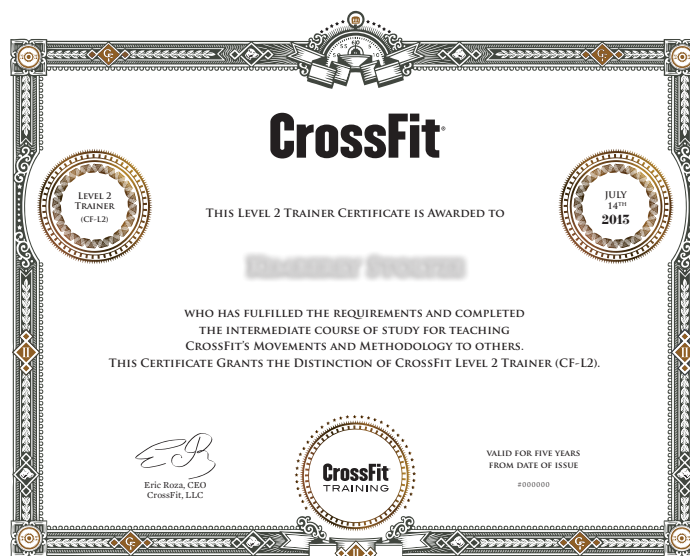 CrossFit
LEVEL 2
TRAINER
(CF-L2)
JULY
14TH
2013
THIS LEVEL 2 TRAINER CERTIFICATE IS AWARDED TO
WHO HAS FULFILLED THE REQUIREMENTS AND COMPLETED
THE INTERMEDIATE COURSE OF STUDY FOR TEACHING
CROSSFIT'S MOVEMENTS AND METHODOLOGY TO OTHERS.
THIS CERTIFICATE GRANTS THE DISTINCTION OF CROSSFIT LEVEL 2 TRAINER (CF-L2).
Eric Roza, CEO
CrossFit, LLC
CrossFit
TRAINING
VALID FOR FIVE YEARS
FROM DATE OF ISSUE
#000000